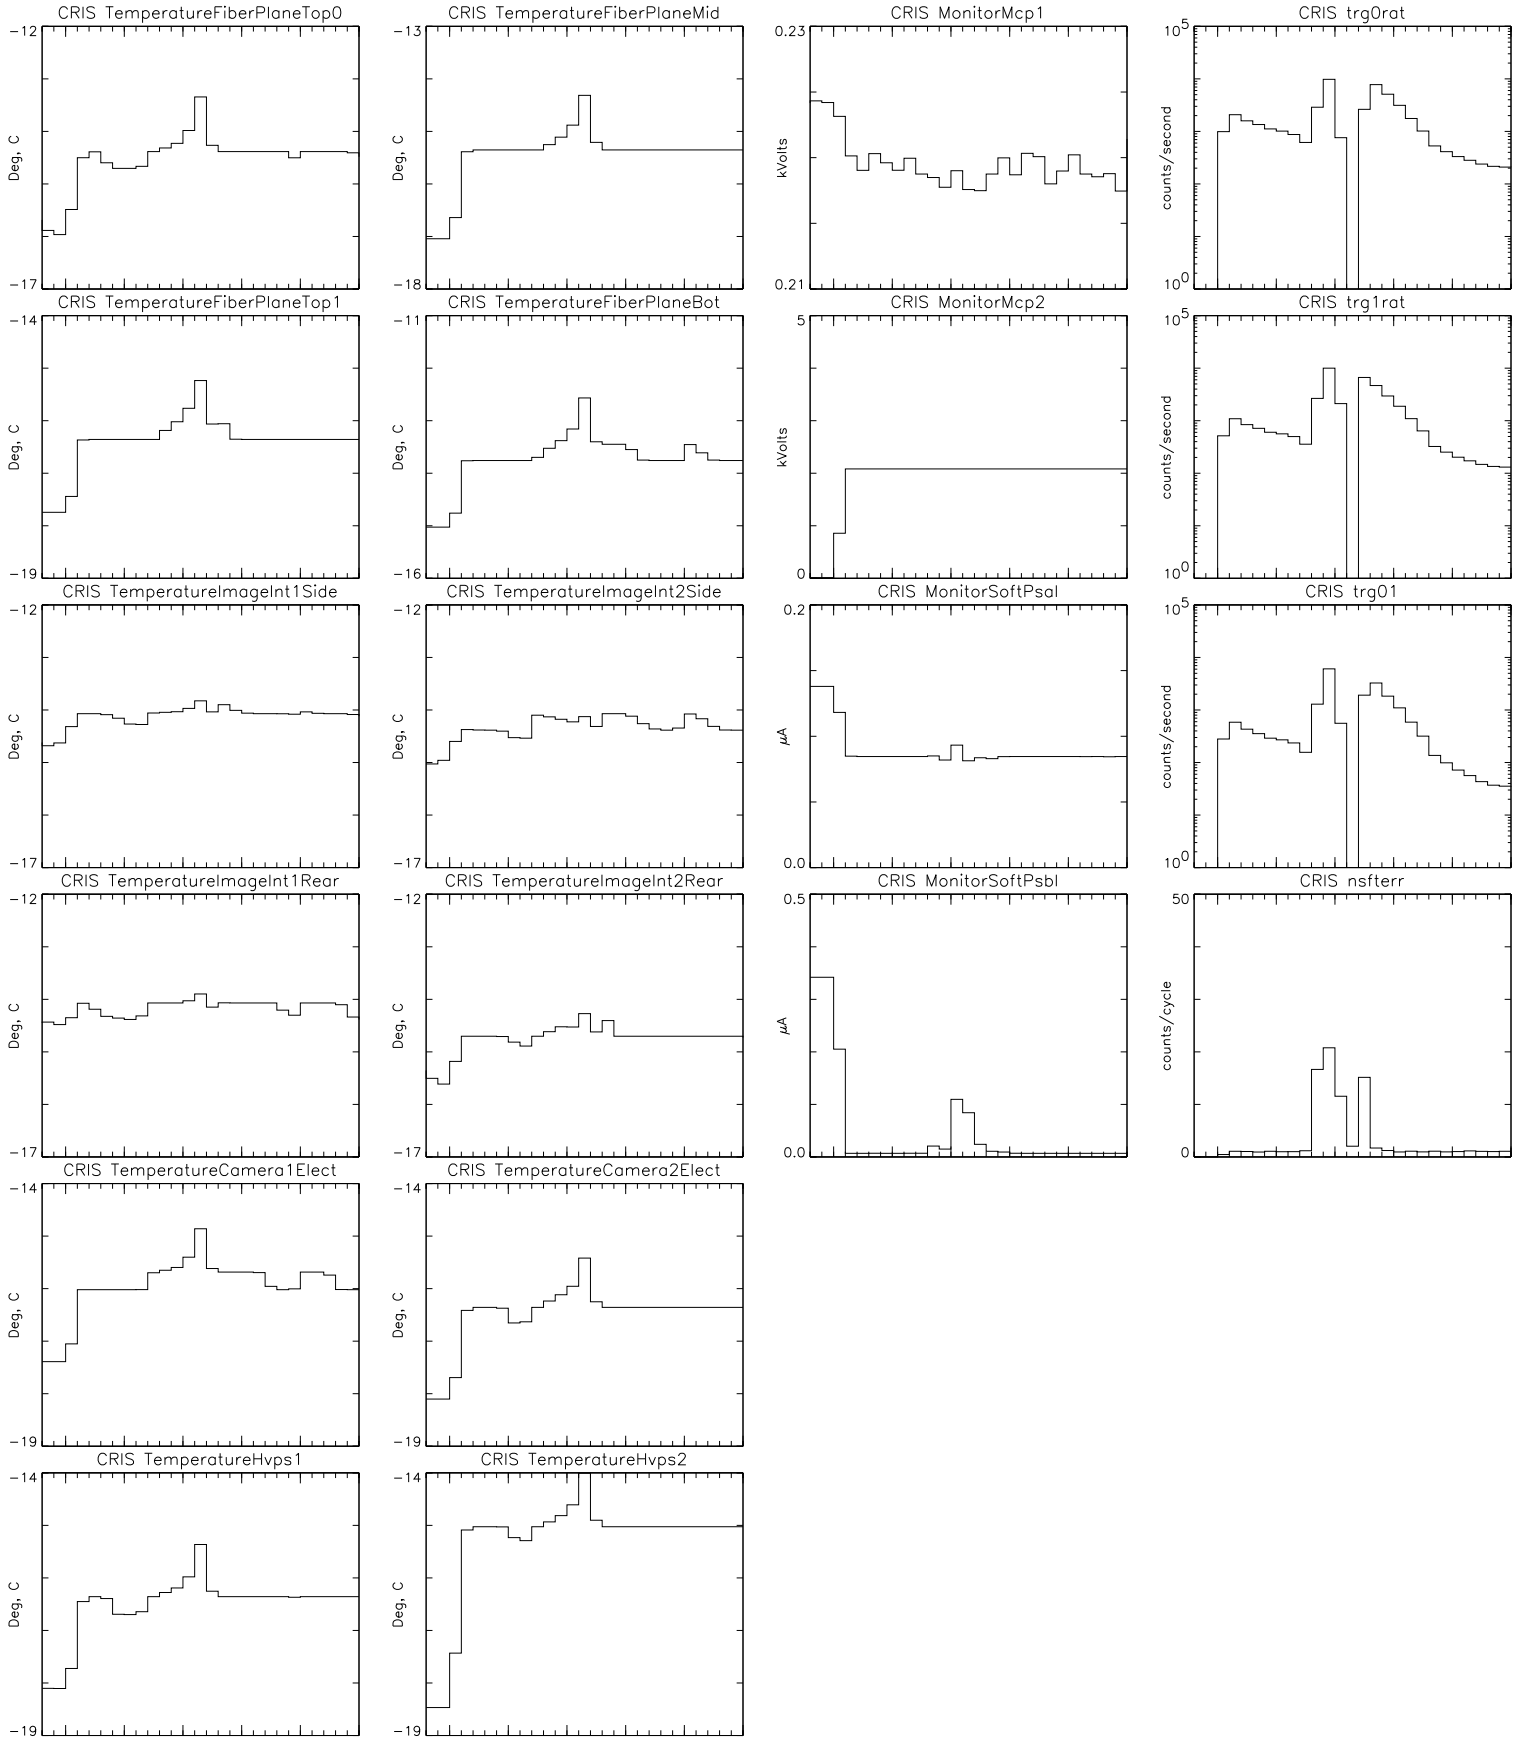 CRIS TemperatureFiberPlaneTop0
-12
Deg, C
-17
CRIS TemperatureFiberPlaneMid
-13
Deg, C
-18
CRIS MonitorMcp1
0.23
kVolts
0.21
CRIS trg0rat
10^5
counts/second
10^0
CRIS TemperatureFiberPlaneTop1
-14
Deg, C
-19
CRIS TemperatureFiberPlaneBot
-11
Deg, C
-16
CRIS MonitorMcp2
5
kVolts
0
CRIS trg1rat
10^5
counts/second
10^0
CRIS TemperatureImageInt1Side
-12
Deg, C
-17
CRIS TemperatureImageInt2Side
-12
Deg, C
-17
CRIS MonitorSoftPsaI
0.2
μA
0.0
CRIS trg01
10^5
counts/second
10^0
CRIS TemperatureImageInt1Rear
-12
Deg, C
-17
CRIS TemperatureImageInt2Rear
-12
Deg, C
-17
CRIS MonitorSoftPsbI
0.5
μA
0.0
CRIS nsfterr
50
counts/cycle
0
CRIS TemperatureCamera1Elect
-14
Deg, C
-19
CRIS TemperatureCamera2Elect
-14
Deg, C
-19
CRIS TemperatureHvps1
-14
Deg, C
-19
CRIS TemperatureHvps2
-14
Deg, C
-19